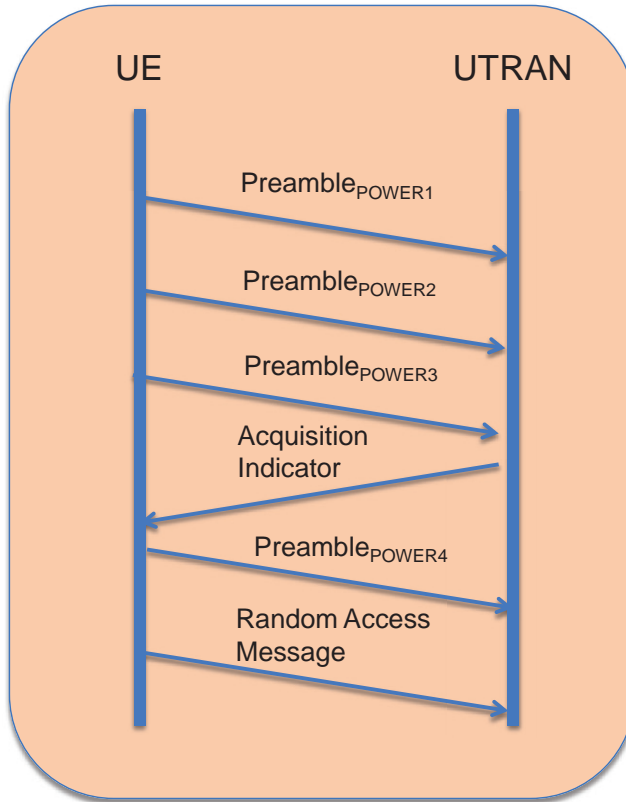 UE
UTRAN
PreamblePOWER1
PreamblePOWER2
PreamblePOWER3
Acquisition
Indicator
PreamblePOWER4
Random Access
Message